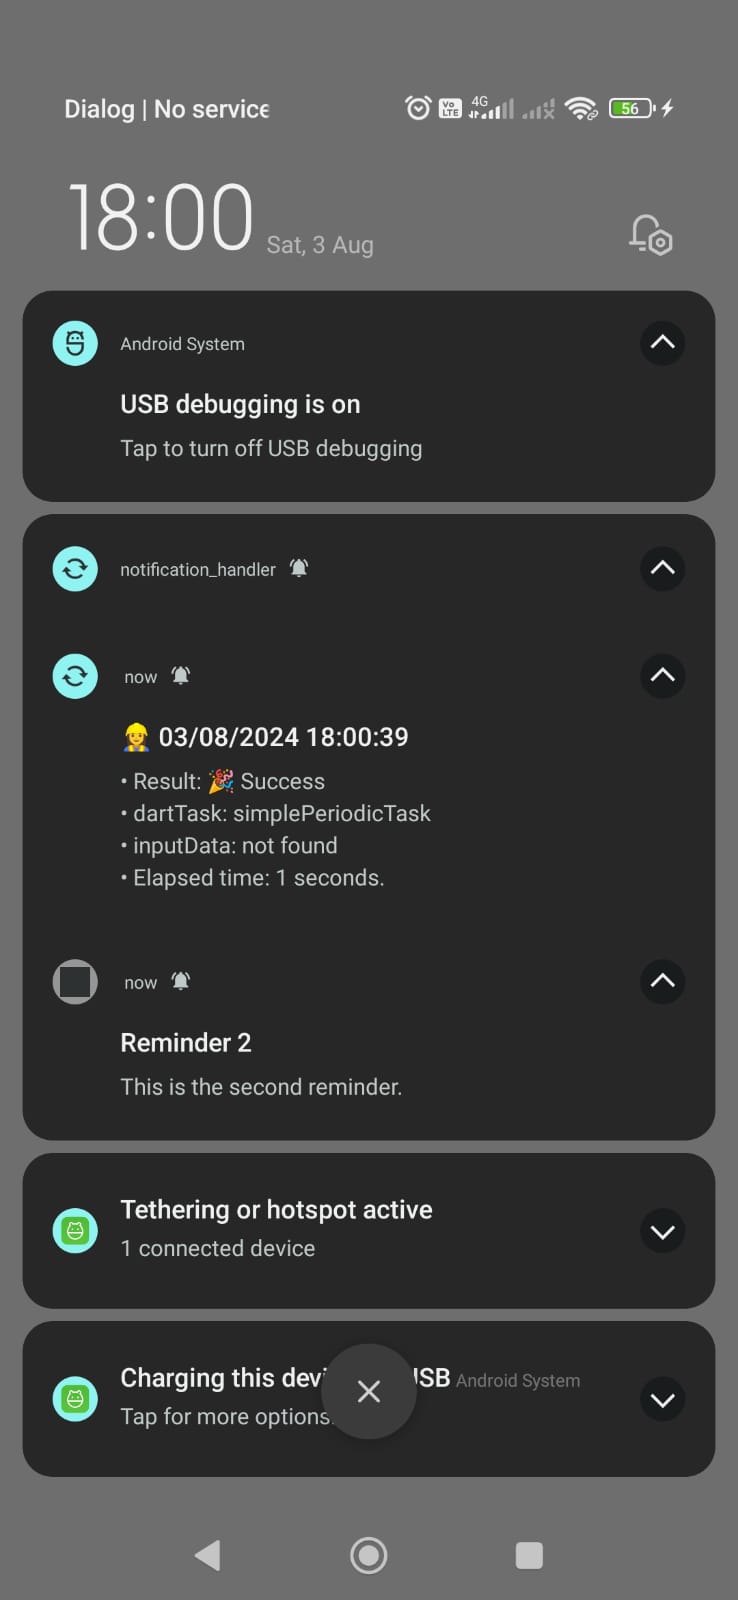 Dialog | No service
4G
Vo LTE
56
18:00 Sat, 3 Aug
Android System
USB debugging is on
Tap to turn off USB debugging
notification_handler
now
👷 03/08/2024 18:00:39
• Result: 🎉 Success
• dartTask: simplePeriodicTask
• inputData: not found
• Elapsed time: 1 seconds.
now
Reminder 2
This is the second reminder.
Tethering or hotspot active
1 connected device
Charging this devi SB Android System
Tap for more options.